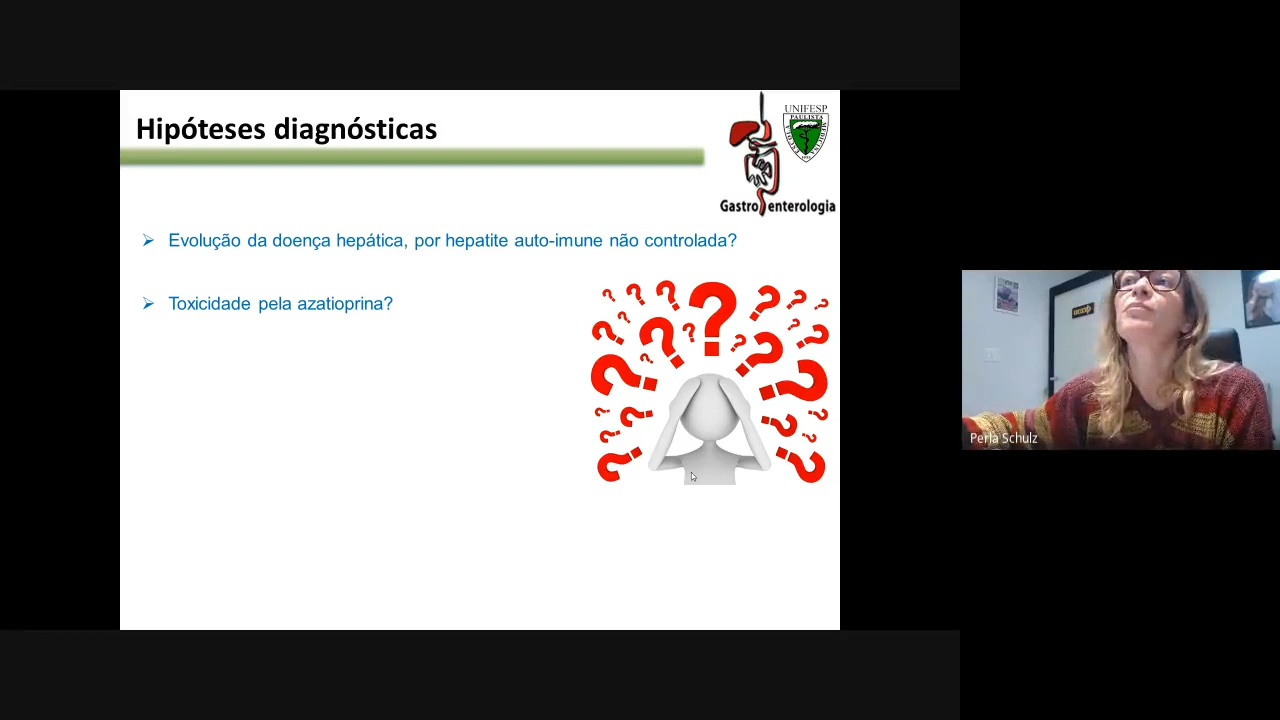 Hipóteses diagnósticas
UNIFESP
PAULISTA
Gastroenterologia
➢ Evolução da doença hepática, por hepatite auto-imune não controlada?
➢ Toxicidade pela azatioprina?
Perla Schulz